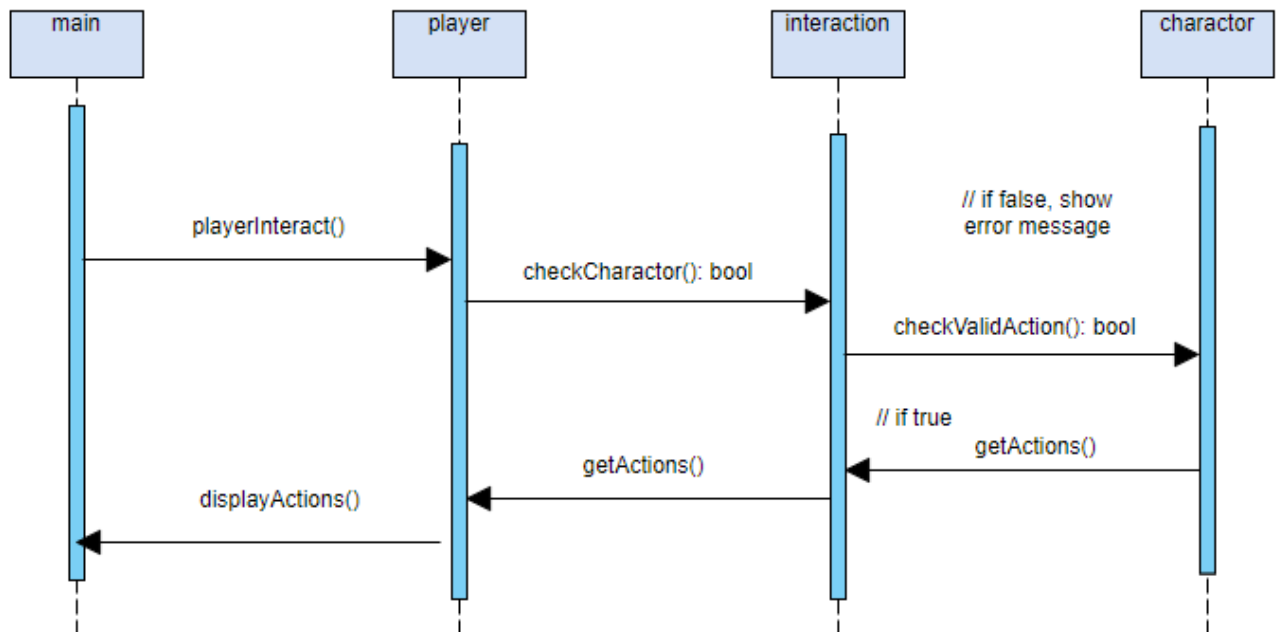 main
player
interaction
charactor
// if false, show
error message
playerInteract()
checkCharactor(): bool
checkValidAction(): bool
// if true
getActions()
getActions()
displayActions()